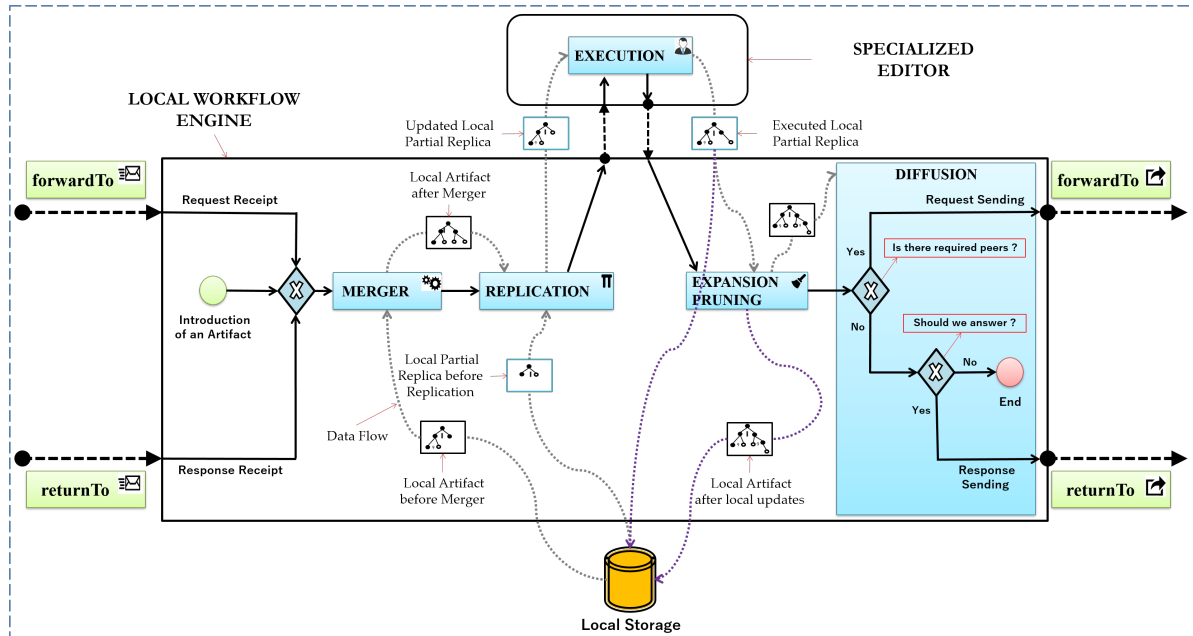 EXECUTION
SPECIALIZED
EDITOR
LOCAL WORKFLOW
ENGINE
Updated Local
Partial Replica
Executed Local
Partial Replica
forwardTo
Request Receipt
Local Artifact
after Merger
DIFFUSION
Request Sending
forwardTo
Yes
Is there required peers ?
X
MERGER
REPLICATION
EXPANSION
PRUNING
X
Introduction
of an Artifact
No
Should we answer ?
Local Partial
Replica before
Replication
X
No
End
Yes
Data Flow
Response Receipt
Local Artifact
before Merger
Local Artifact
after local updates
Response
Sending
returnTo
returnTo
Local Storage